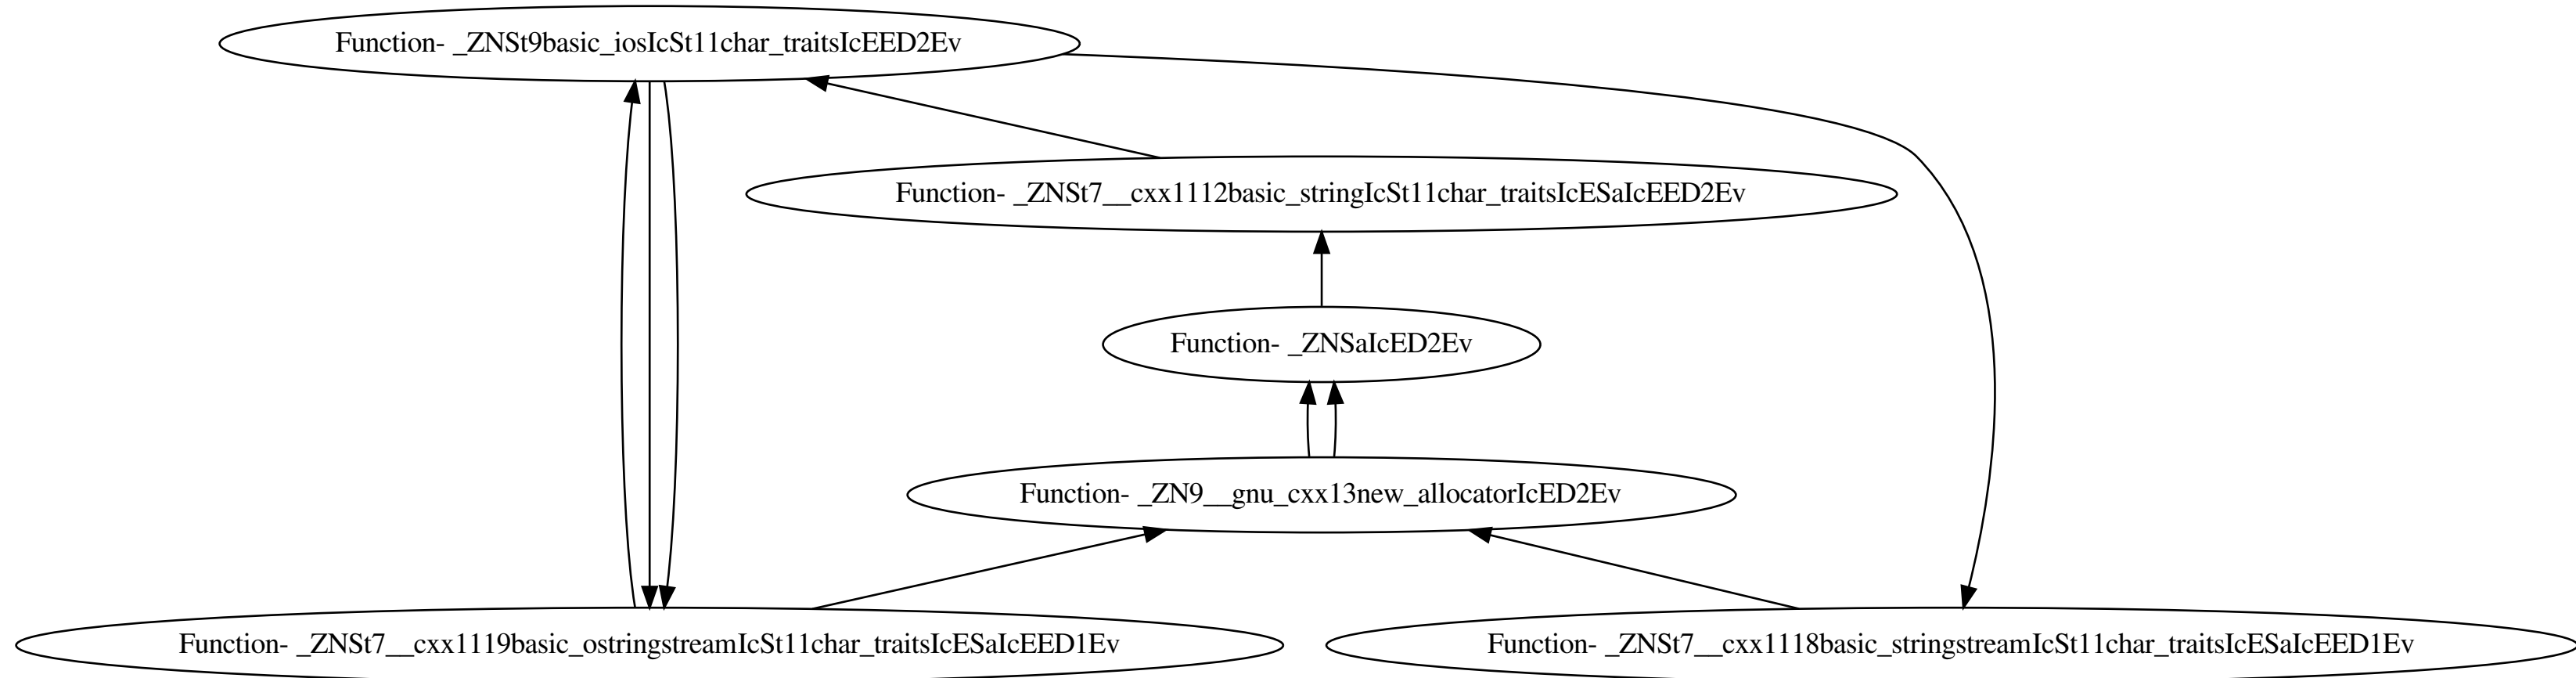 Function- _ZNSt9basic_iosIcSt11char_traitsIcEED2Ev
Function- _ZNSt7__cxx1112basic_stringIcSt11char_traitsIcESaIcEED2Ev
Function- _ZNSaIcED2Ev
Function- _ZN9__gnu_cxx13new_allocatorIcED2Ev
Function- _ZNSt7__cxx1119basic_ostringstreamIcSt11char_traitsIcESaIcEED1Ev
Function- _ZNSt7__cxx1118basic_stringstreamIcSt11char_traitsIcESaIcEED1Ev